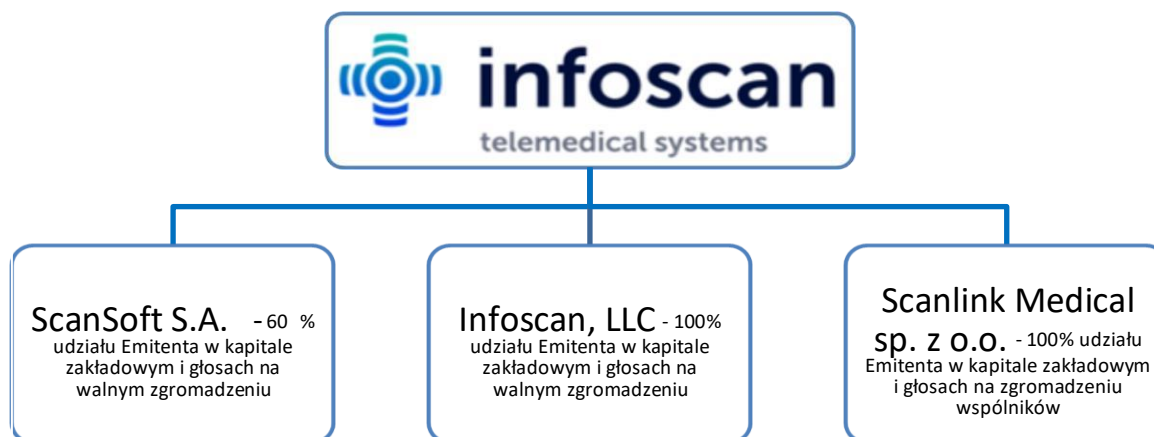 infoscan
telemedical systems
ScanSoft S.A. - 60 %
udziału Emitenta w kapitale
zakładowym i głosach na
walnym zgromadzeniu
Infoscan, LLC - 100%
udziału Emitenta w kapitale
zakładowym i głosach na
walnym zgromadzeniu
Scanlink Medical
sp. z o.o. - 100% udziału
Emitenta w kapitale zakładowym
i głosach na zgromadzeniu
wspólników